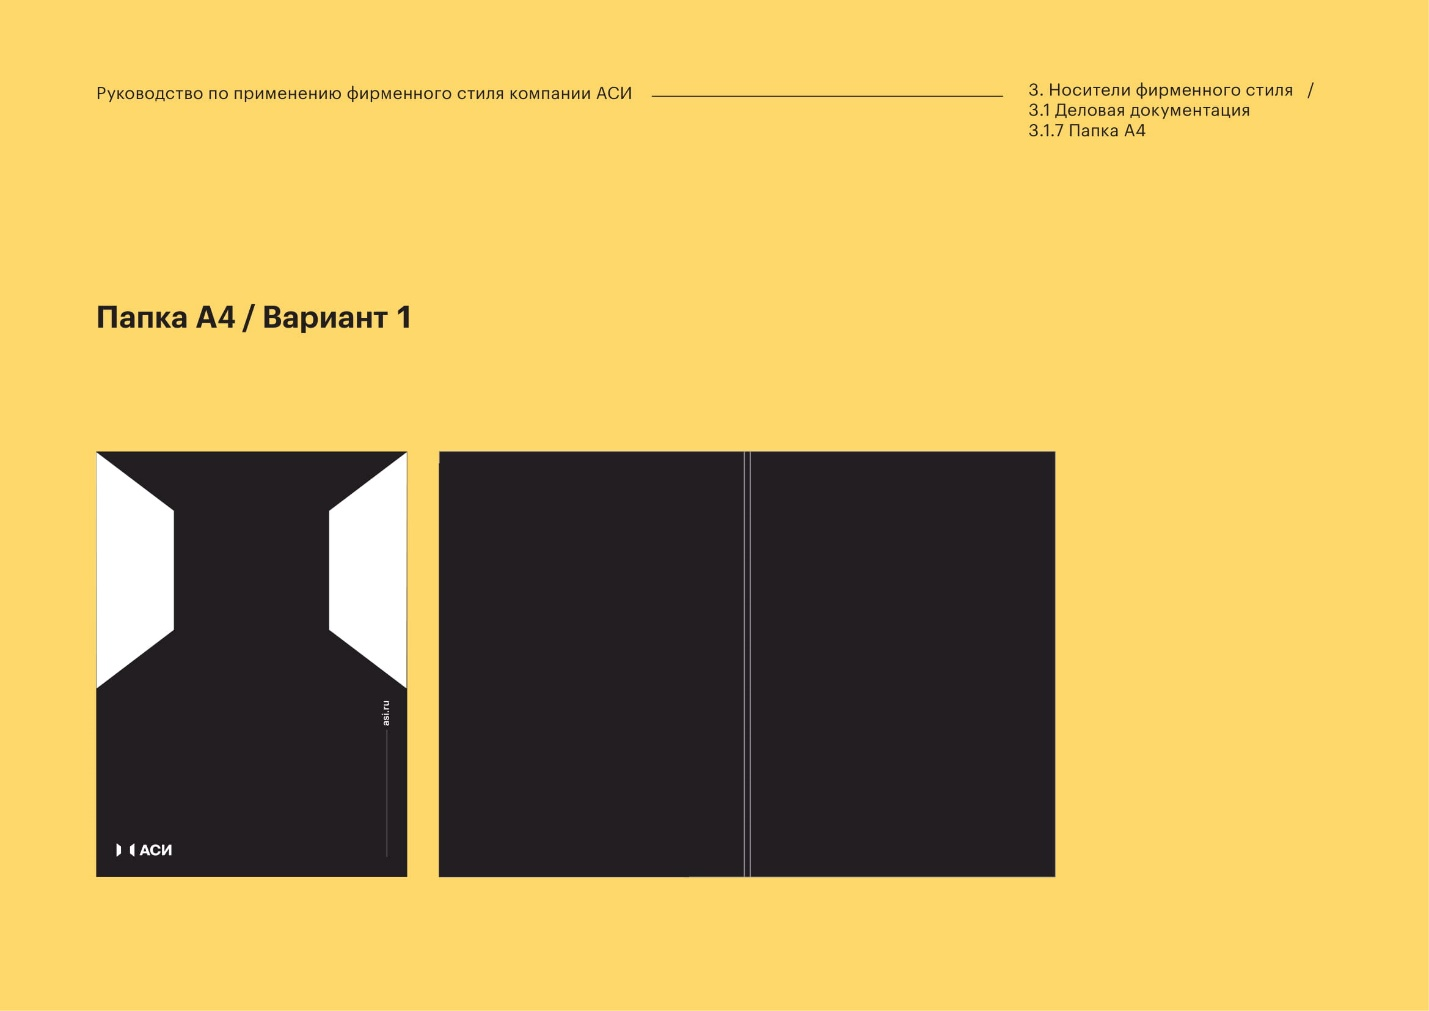 Руководство по применению фирменного стиля компании АСИ
3. Носители фирменного стиля /
3.1 Деловая документация
3.1.7 Папка А4
Папка А4 / Вариант 1
asi.ru
АСИ